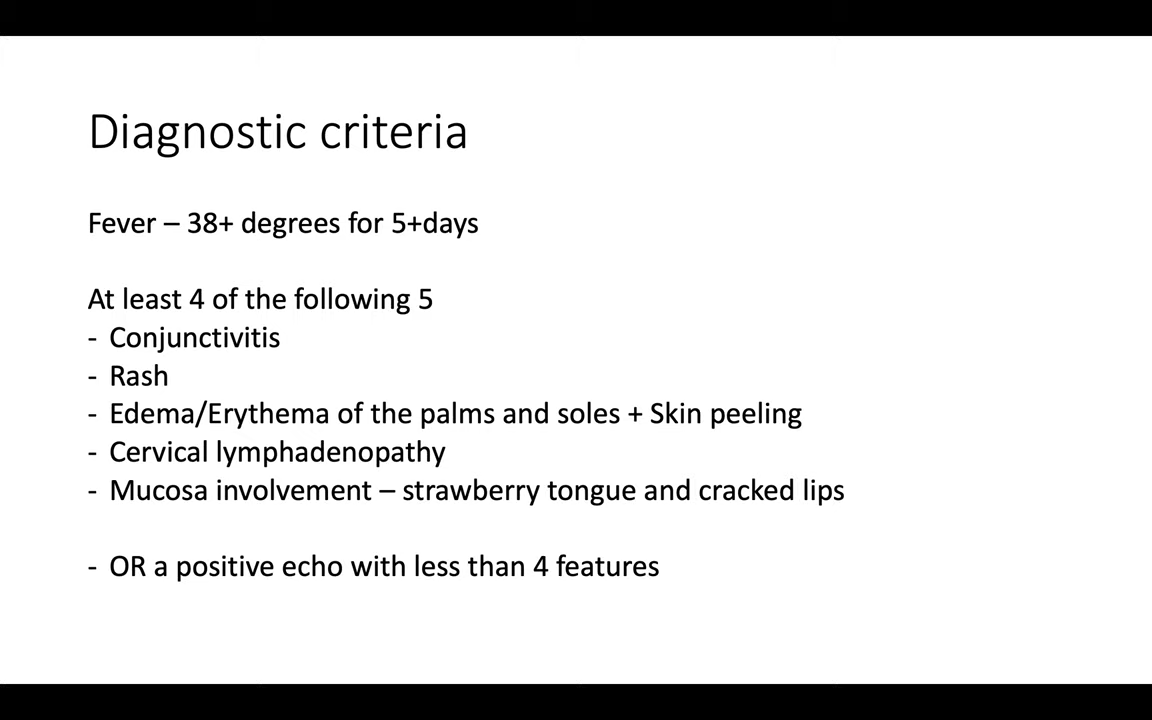 Diagnostic criteria
Fever – 38+ degrees for 5+days
At least 4 of the following 5
- Conjunctivitis
- Rash
- Edema/Erythema of the palms and soles + Skin peeling
- Cervical lymphadenopathy
- Mucosa involvement – strawberry tongue and cracked lips
- OR a positive echo with less than 4 features